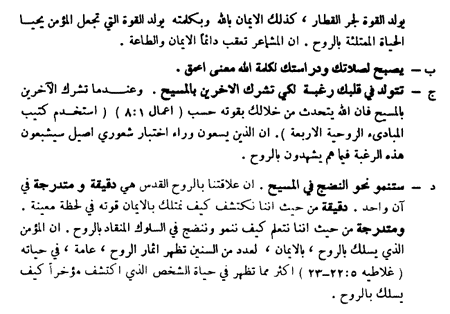 يولد القوة لجر القطار ، كذلك الايمان بالله وبكلمته يولد القوة التي تجعل المؤمن يحيـا
الحياة الممتلئة بالروح . ان المشاعر تعقب دائماً الايمان والطاعة .
ب – يصبح لصلاتك ودراستك لكلمة الله معنى اعمق .
ج – تتولد في قلبك رغبة لكي تشرك الاخرين بالمسيح . وعنـدمـا تشرك الآخرين
بالمسيح فان الله يتحدث من خلالك بقوته حسب ( اعمال ١:٨ ) ( استخـدم كتيب
المبادىء الروحية الاربعة ) . ان الذين يسعون وراء اختبار شعوري اصيل سيشبعون
هذه الرغبة فيما هم يشهدون بالروح .
د – ستنمو نحو النضج في المسيح . ان علاقتنا بالروح القدس هي دقيقة و متدرجة في
آن واحد . دقيقة من حيث اننا نكتشف كيف نمتلك بالايمان قوته في لحظة معينة .
ومتدرجة من حيث اننا نتعلم كيف ننمو وننضج في السلوك المنقاد بالروح . ان المؤمن
الذي يسلك بالروح ، بالايمان ، لعدد من السنين تظهر اثمار الروح ، عامة ، في حياته
( غلاطيه ٥:٢٢–٢٣ ) اكثر مما تظهر في حياة الشخص الذي اكتشف مؤخراً كيف
يسلك بالروح .